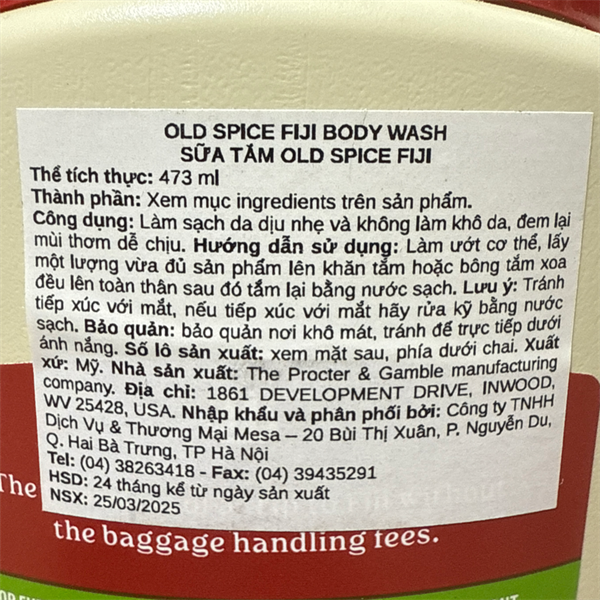 OLD SPICE FIJI BODY WASH
SỮA TẮM OLD SPICE FIJI
Thể tích thực: 473 ml
Thành phần: Xem mục ingredients trên sản phẩm.
Công dụng: Làm sạch da dịu nhẹ và không làm khô da, đem lại
mùi thơm dễ chịu. Hướng dẫn sử dụng: Làm ướt cơ thể, lấy
một lượng vừa đủ sản phẩm lên khăn tắm hoặc bông tắm xoa
đều lên toàn thân sau đó tắm lại bằng nước sạch. Lưu ý: Tránh
tiếp xúc với mắt, nếu tiếp xúc với mắt hãy rửa kỹ bằng nước
sạch. Bảo quản: bảo quản nơi khô mát, tránh để trực tiếp dưới
ánh nắng. Số lô sản xuất: xem mặt sau, phía dưới chai. Xuất
xứ: Mỹ. Nhà sản xuất: The Procter & Gamble manufacturing
company. Địa chỉ: 1861 DEVELOPMENT DRIVE, INWOOD,
WV 25428, USA. Nhập khẩu và phân phối bởi: Công ty TNHH
Dịch Vụ & Thương Mại Mesa – 20 Bùi Thị Xuân, P. Nguyễn Du,
Q. Hai Bà Trưng, TP Hà Nội
Tel: (04) 38263418 - Fax: (04) 39435291
HSD: 24 tháng kể từ ngày sản xuất
NSX: 25/03/2025
The without
the baggage handling fees.